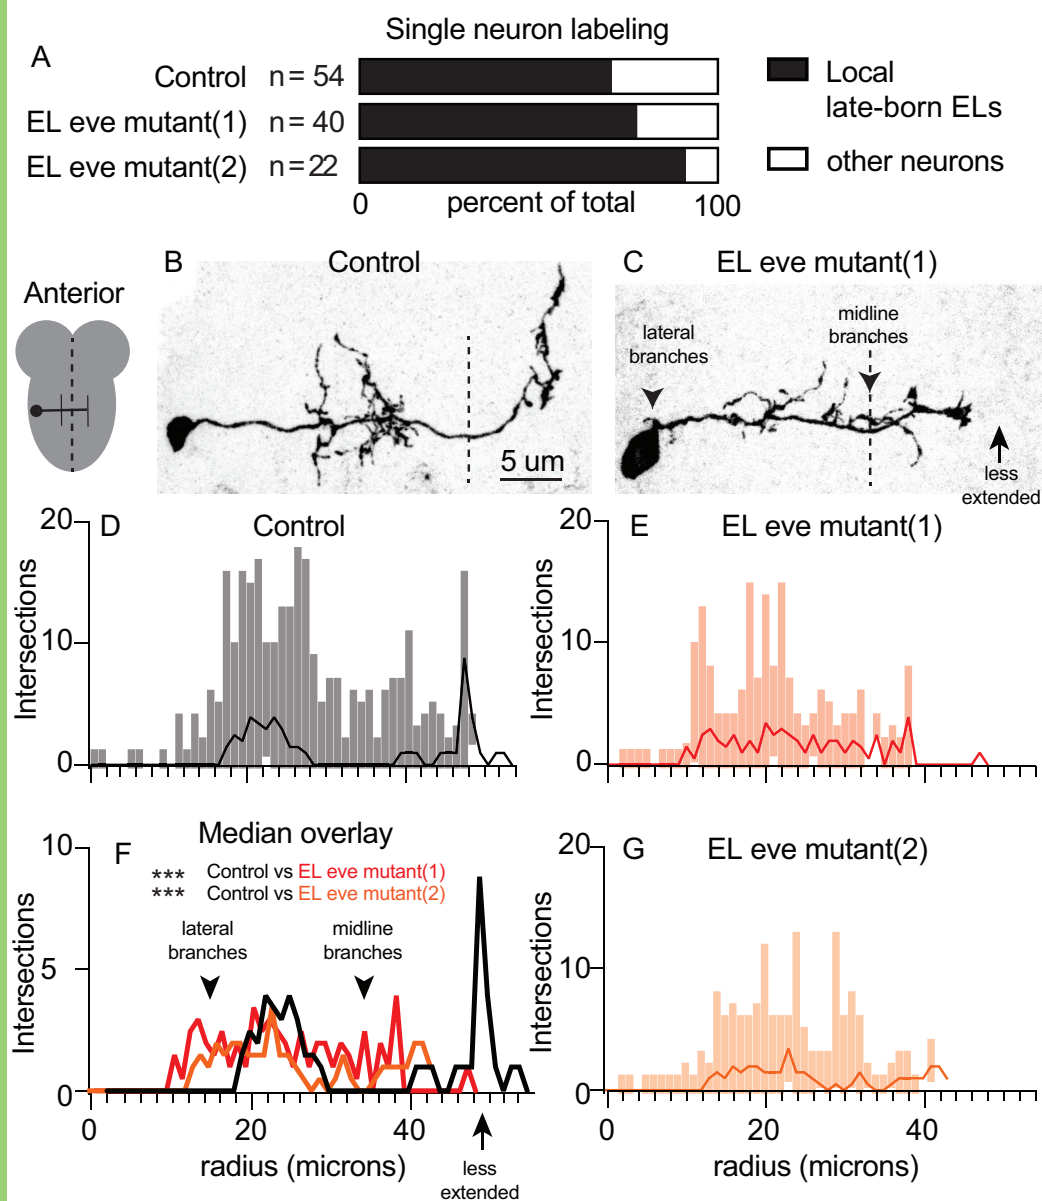 Single neuron labeling
A
Control n = 54
EL eve mutant(1) n = 40
EL eve mutant(2) n = 22
0 percent of total 100
Local
late-born ELs
other neurons
Anterior
B Control
5 um
C EL eve mutant(1)
lateral
branches
midline
branches
less
extended
D Control
Intersections
20
10
0
E EL eve mutant(1)
Intersections
20
10
0
F Median overlay
*** Control vs EL eve mutant(1)
*** Control vs EL eve mutant(2)
lateral
branches
midline
branches
Intersections
10
5
0
0 20 40
radius (microns)
less
extended
G EL eve mutant(2)
Intersections
20
10
0
0 20 40
radius (microns)